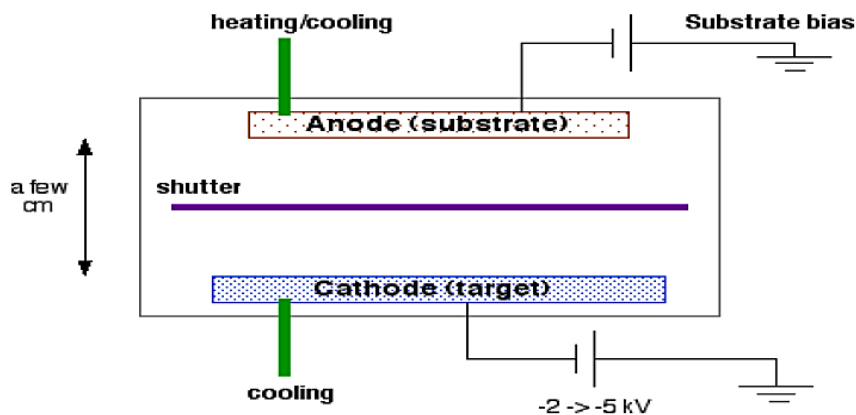 heating/cooling
Substrate bias
Anode (substrate)
a few
cm
shutter
Cathode (target)
cooling
-2 -> -5 kV